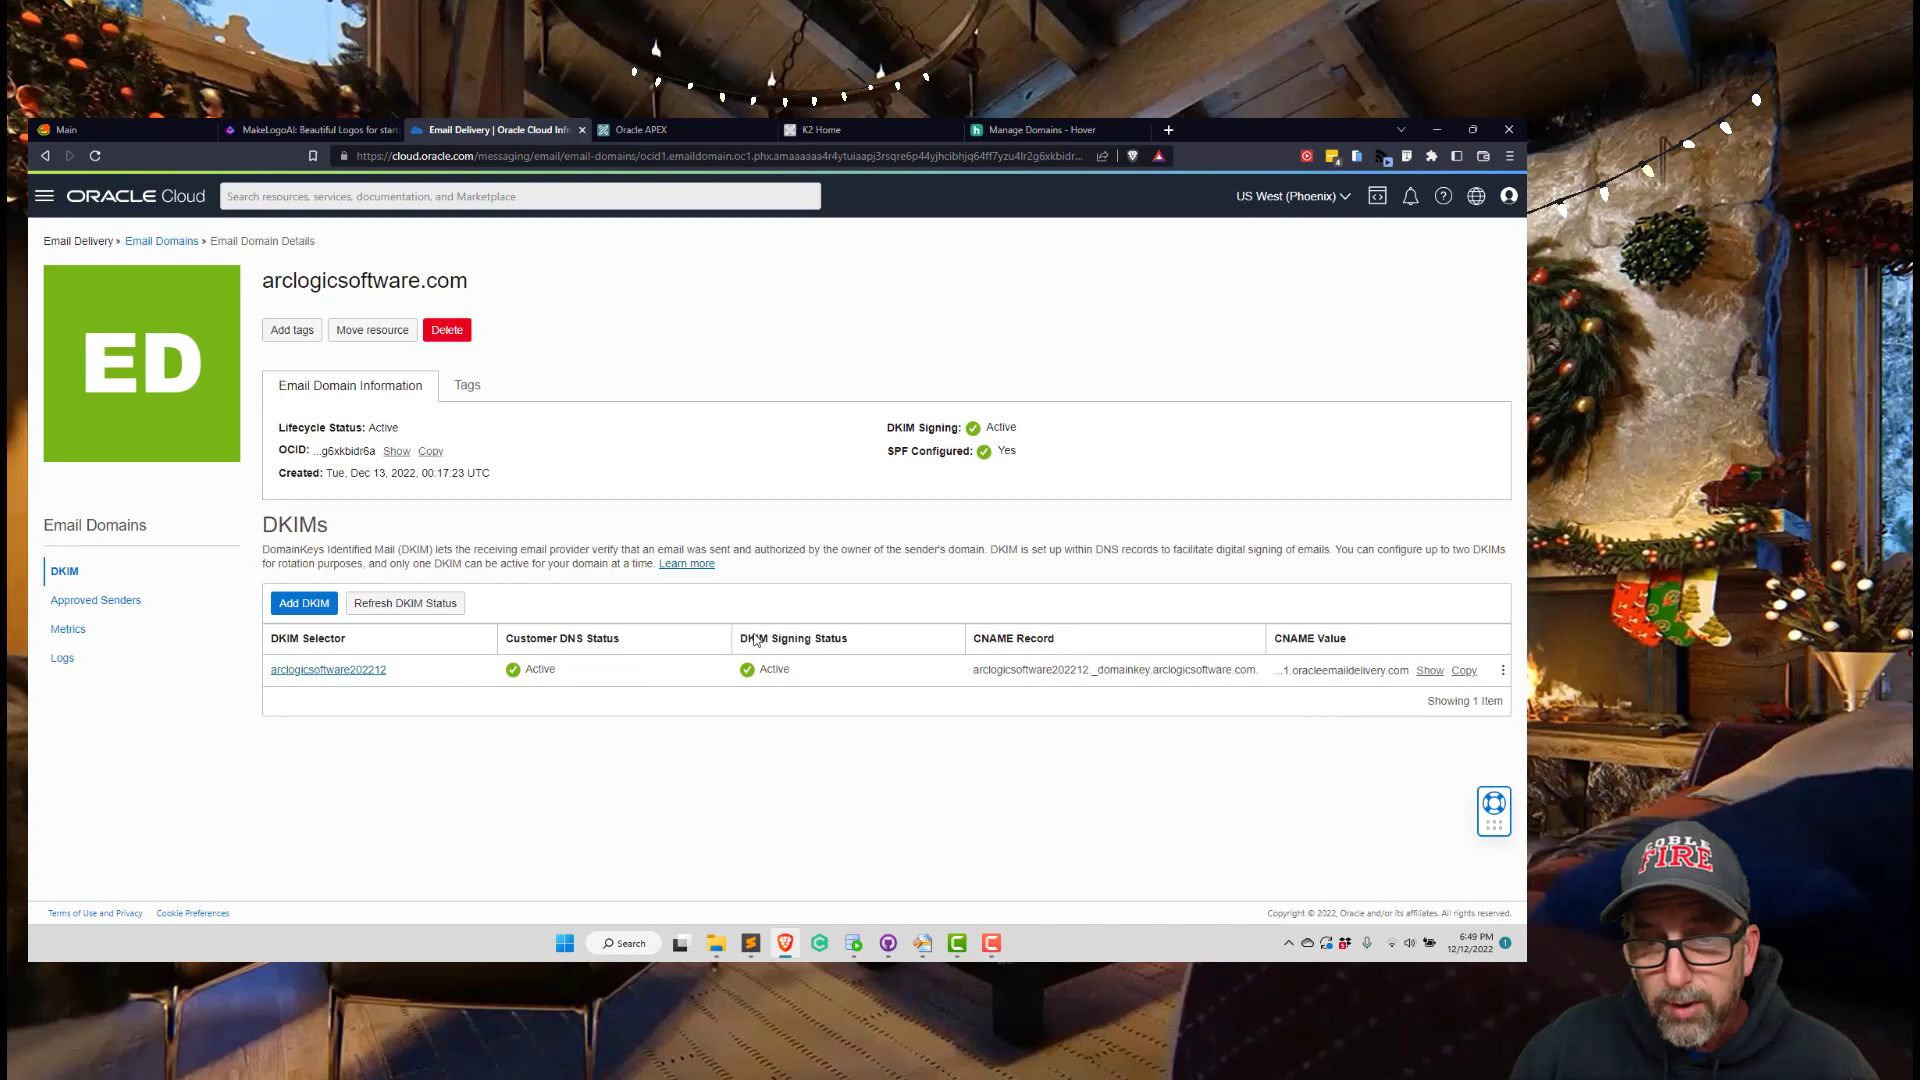 Main
MakeLogoAI: Beautiful Logos for start
Email Delivery | Oracle Cloud Infr
Oracle APEX
K2 Home
Manage Domains - Hover
https://cloud.oracle.com/messaging/email/email-domains/ocid1.emaildomain.oc1.phx.amaaaaaa4r4ytuiaapj3rsqre6p44yjhcibhjq64ff7yzu4lr2g6xkbidr...
ORACLE Cloud
Search resources, services, documentation, and Marketplace
US West (Phoenix)
Email Delivery » Email Domains » Email Domain Details
ED
arclogicsoftware.com
Add tags
Move resource
Delete
Email Domain Information
Tags
Lifecycle Status: Active
DKIM Signing: Active
OCID: ...g6xkbidr6a Show Copy
SPF Configured: Yes
Created: Tue, Dec 13, 2022, 00:17:23 UTC
Email Domains
DKIM
Approved Senders
Metrics
Logs
DKIMs
DomainKeys Identified Mail (DKIM) lets the receiving email provider verify that an email was sent and authorized by the owner of the sender's domain. DKIM is set up within DNS records to facilitate digital signing of emails. You can configure up to two DKIMs
for rotation purposes, and only one DKIM can be active for your domain at a time. Learn more
Add DKIM
Refresh DKIM Status
DKIM Selector
Customer DNS Status
DKIM Signing Status
CNAME Record
CNAME Value
arclogicsoftware202212
Active
Active
arclogicsoftware202212._domainkey.arclogicsoftware.com.
...1.oracleemaildelivery.com Show Copy
Showing 1 Item
Terms of Use and Privacy
Cookie Preferences
Copyright © 2022, Oracle and/or its affiliates. All rights reserved.
Search
6:49 PM
12/12/2022
1
COBLE
FIRE